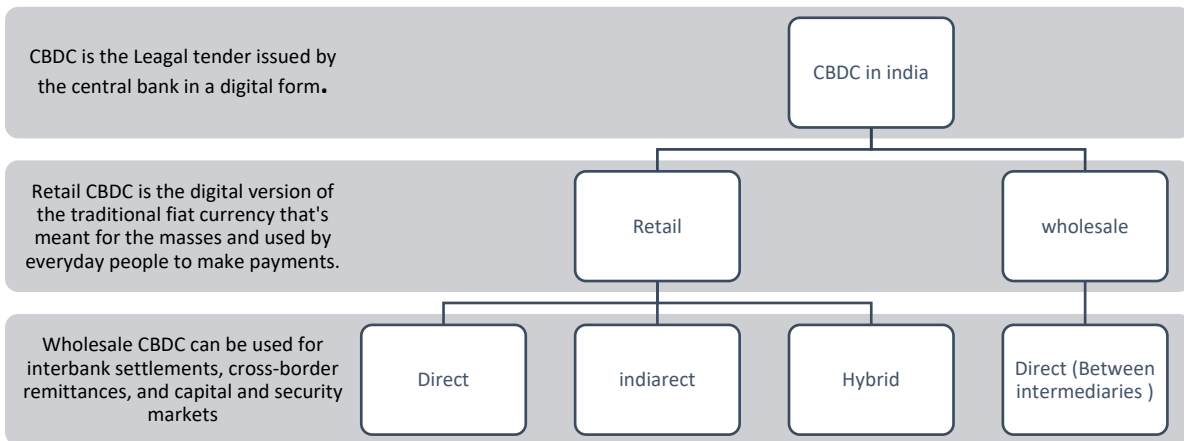 CBDC is the Leagal tender issued by
the central bank in a digital form.
CBDC in india
Retail CBDC is the digital version of
the traditional fiat currency that's
meant for the masses and used by
everyday people to make payments.
Retail
wholesale
Wholesale CBDC can be used for
interbank settlements, cross-border
remittances, and capital and security
markets
Direct
indiarect
Hybrid
Direct (Between
intermediaries )